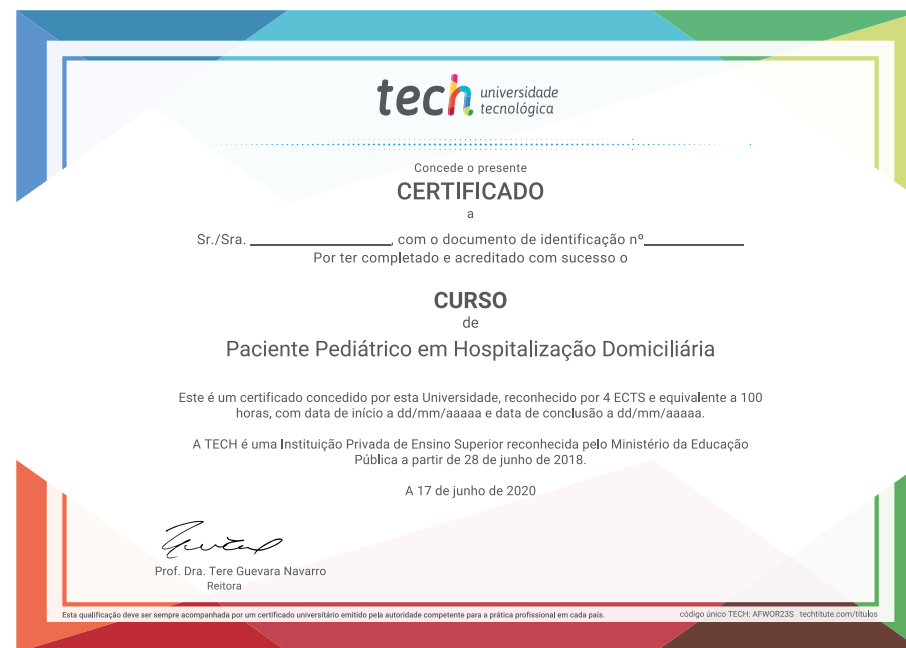 tech universidade
tecnológica
Concede o presente
CERTIFICADO
a
Sr./Sra. ____________________, com o documento de identificação nº______________
Por ter completado e acreditado com sucesso o
CURSO
de
Paciente Pediátrico em Hospitalização Domiciliária
Este é um certificado concedido por esta Universidade, reconhecido por 4 ECTS e equivalente a 100
horas, com data de início a dd/mm/aaaaa e data de conclusão a dd/mm/aaaaa.
A TECH é uma Instituição Privada de Ensino Superior reconhecida pelo Ministério da Educação
Pública a partir de 28 de junho de 2018.
A 17 de junho de 2020
Prof. Dra. Tere Guevara Navarro
Reitora
Esta qualificação deve ser sempre acompanhada por um certificado universitário emitido pela autoridade competente para a prática profissional em cada país. código único TECH: AFWOR23S techtitute.com/titulos